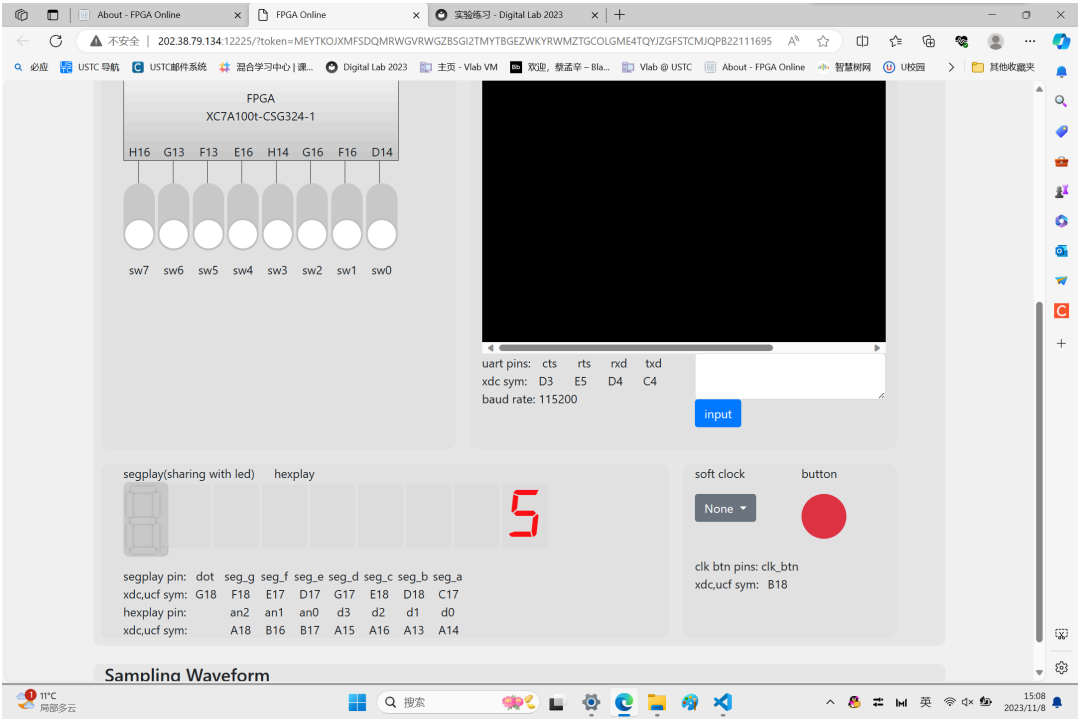 About - FPGA Online
FPGA Online
实验练习 - Digital Lab 2023
不安全
202.38.79.134:12225/?token=MEYTKOJXMFSDQMRWGVRWGZBSGI2TMYTBGEZWKYRWMZTGCOLGME4TQYJZGFSTCMJQPB22111695
必应
USTC 导航
USTC邮件系统
混合学习中心 | 课...
Digital Lab 2023
主页 - Vlab VM
欢迎, 蔡孟辛 – Bla...
Vlab @ USTC
About - FPGA Online
智慧树网
U校园
其他收藏夹
FPGA
XC7A100t-CSG324-1
H16 G13 F13 E16 H14 G16 F16 D14
sw7 sw6 sw5 sw4 sw3 sw2 sw1 sw0
uart pins: cts rts rxd txd
xdc sym: D3 E5 D4 C4
baud rate: 115200
input
segplay(sharing with led) hexplay
5
segplay pin: dot seg_g seg_f seg_e seg_d seg_c seg_b seg_a
xdc,ucf sym: G18 F18 E17 D17 G17 E18 D18 C17
hexplay pin: an2 an1 an0 d3 d2 d1 d0
xdc,ucf sym: A18 B16 B17 A15 A16 A13 A14
soft clock button
None
clk btn pins: clk_btn
xdc,ucf sym: B18
Sampling Waveform
1
11°C
局部多云
搜索
英
15:08
2023/11/8